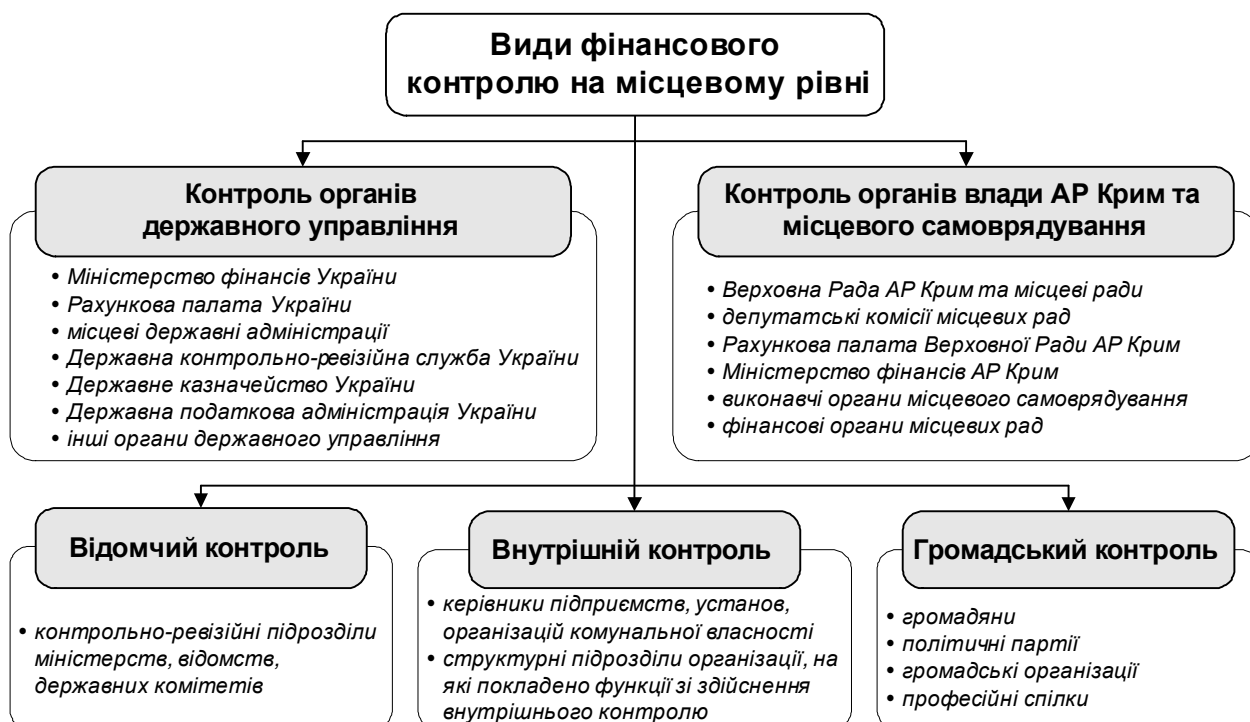 Види фінансового
контролю на місцевому рівні
Контроль органів
державного управління
• Міністерство фінансів України
• Рахункова палата України
• місцеві державні адміністрації
• Державна контрольно-ревізійна служба України
• Державне казначейство України
• Державна податкова адміністрація України
• інші органи державного управління
Контроль органів влади АР Крим та
місцевого самоврядування
• Верховна Рада АР Крим та місцеві ради
• депутатські комісії місцевих рад
• Рахункова палата Верховної Ради АР Крим
• Міністерство фінансів АР Крим
• виконавчі органи місцевого самоврядування
• фінансові органи місцевих рад
Відомчий контроль
• контрольно-ревізійні підрозділи
міністерств, відомств,
державних комітетів
Внутрішній контроль
• керівники підприємств, установ,
організацій комунальної власності
• структурні підрозділи організації, на
які покладено функції зі здійснення
внутрішнього контролю
Громадський контроль
• громадяни
• політичні партії
• громадські організації
• професійні спілки